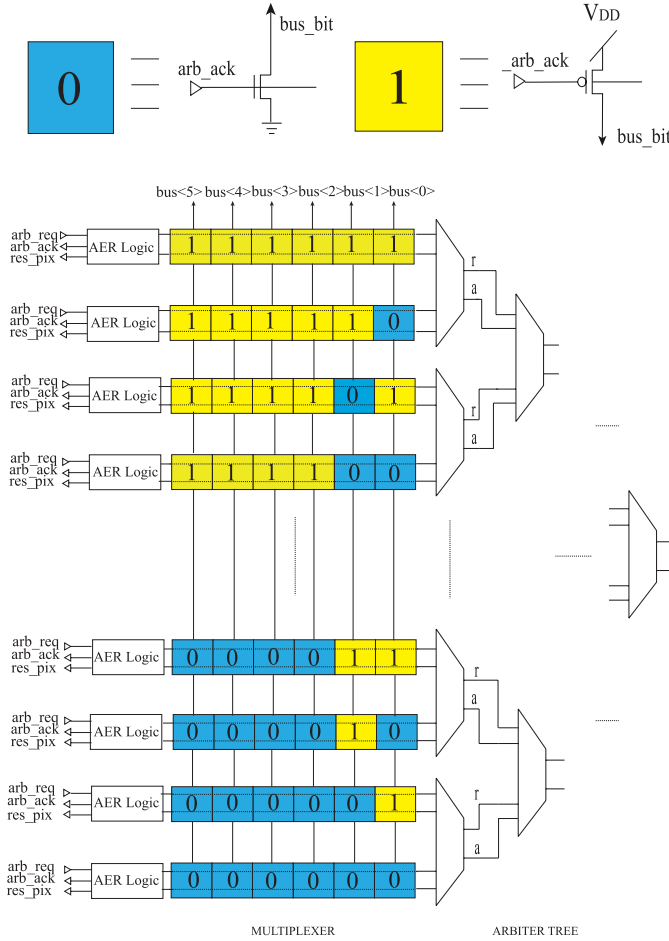 VDD
bus_bit
0 arb_ack 1 _arb_ack
bus_bit
bus<5> bus<4> bus<3> bus<2> bus<1> bus<0>
arb_req
arb_ack AER Logic 1 1 1 1 1 1
res_pix
r
a
arb_req
arb_ack AER Logic 1 1 1 1 1 0
res_pix
arb_req
arb_ack AER Logic 1 1 1 1 0 1
res_pix
r
a
arb_req
arb_ack AER Logic 1 1 1 1 0 0
res_pix
arb_req
arb_ack AER Logic 0 0 0 0 1 1
res_pix
r
a
arb_req
arb_ack AER Logic 0 0 0 0 1 0
res_pix
arb_req
arb_ack AER Logic 0 0 0 0 0 1
res_pix
r
a
arb_req
arb_ack AER Logic 0 0 0 0 0 0
res_pix
MULTIPLEXER ARBITER TREE